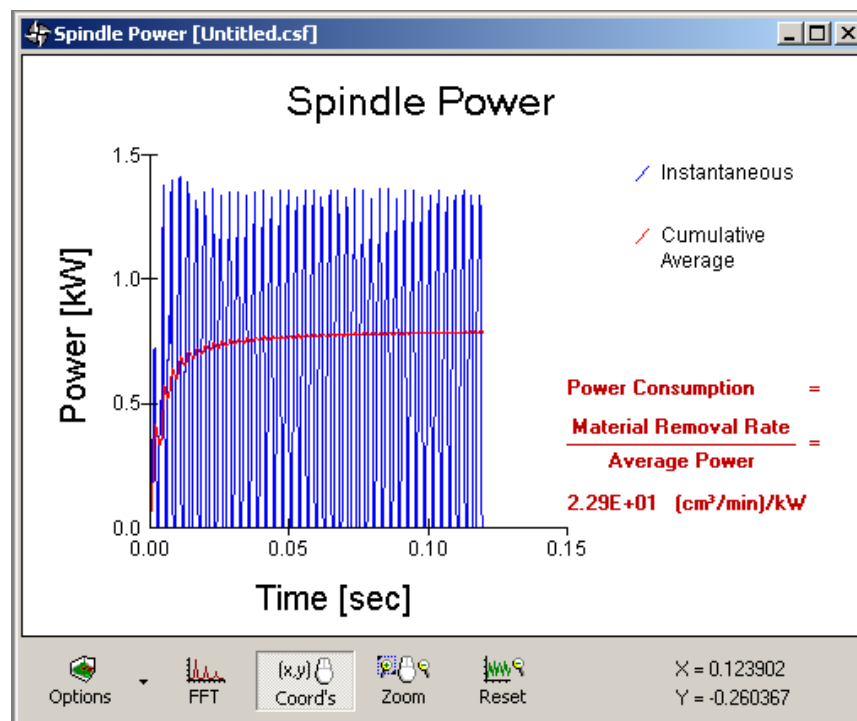 Spindle Power [Untitled.csf]
Spindle Power
1.5
1.0
0.5
0.0
Power [kW]
0.00 0.05 0.10 0.15
Time [sec]
Instantaneous
Cumulative
Average
Power Consumption =
Material Removal Rate =
Average Power
2.29E+01 (cm³/min)/kW
Options FFT (x,y) Coord's Zoom Reset
X = 0.123902
Y = -0.260367